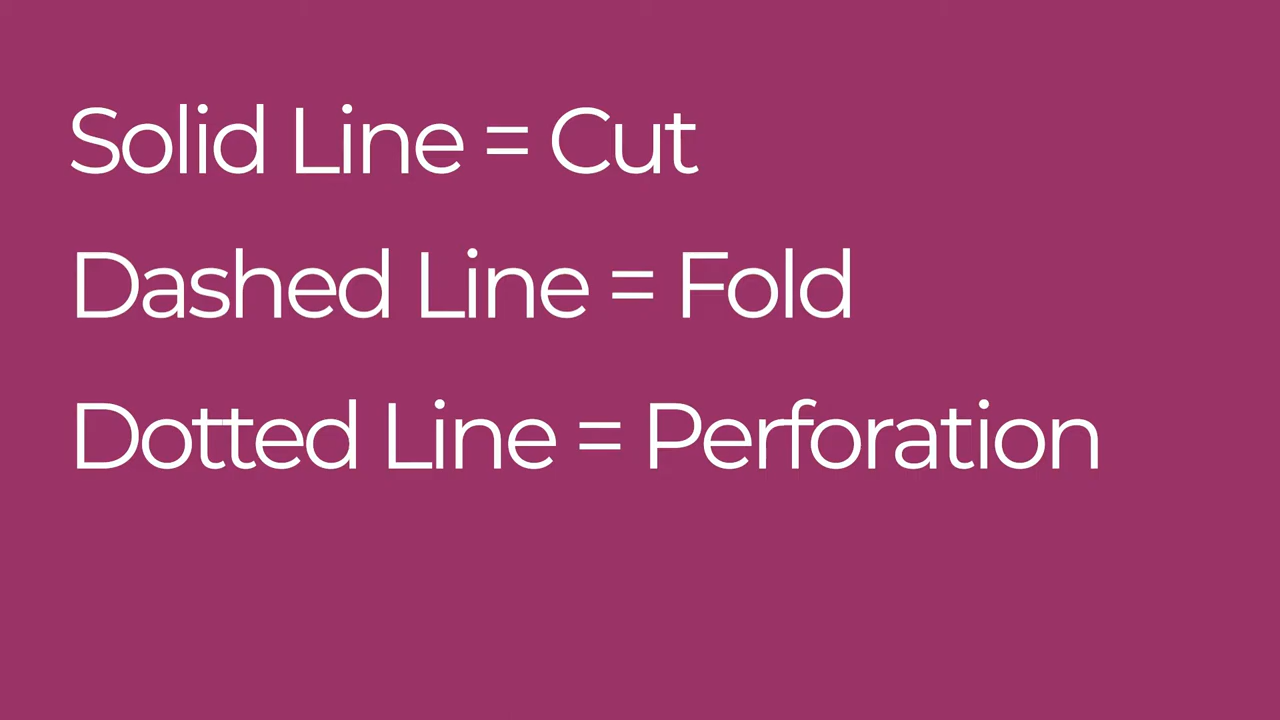 Solid Line = Cut
Dashed Line = Fold
Dotted Line = Perforation